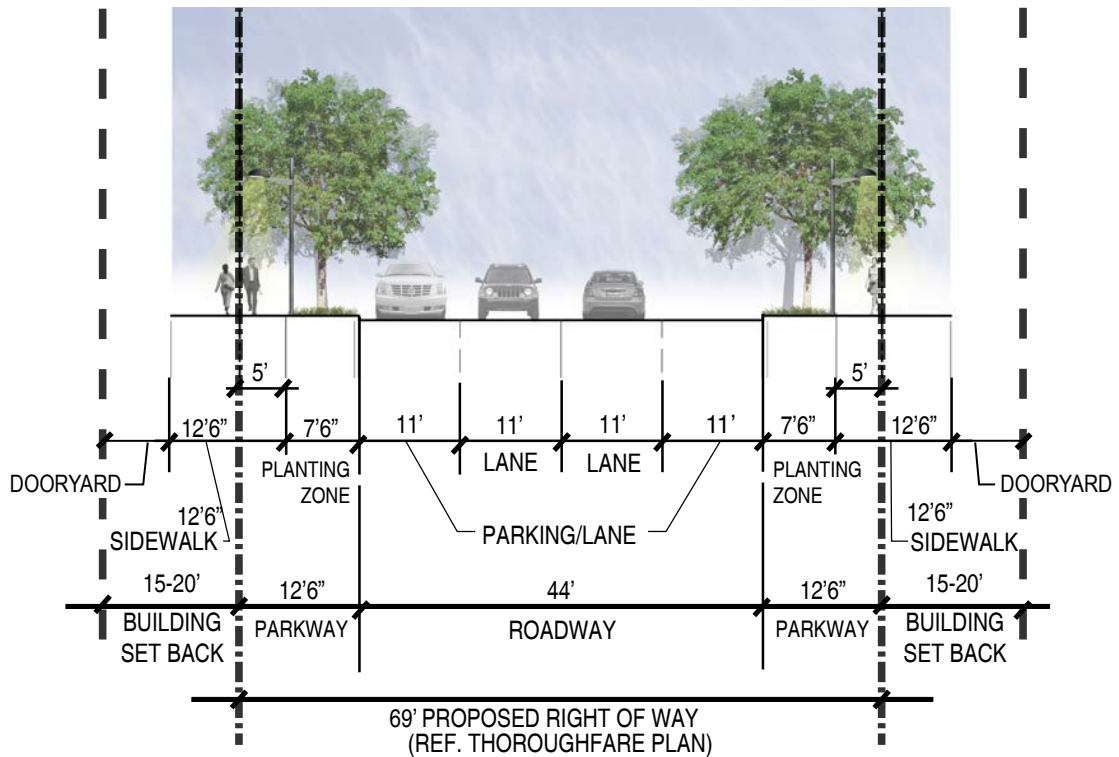 5’ 5’
12’6” 7’6” 11’ 11’ 11’ 11’ 7’6” 12’6”
DOORYARD PLANTING ZONE LANE LANE PLANTING ZONE DOORYARD
12’6” SIDEWALK PARKING/LANE 12’6” SIDEWALK
15-20’ 12’6” 44’ 12’6” 15-20’
BUILDING PARKWAY ROADWAY PARKWAY BUILDING
SET BACK SET BACK
69’ PROPOSED RIGHT OF WAY
(REF. THOROUGHFARE PLAN)